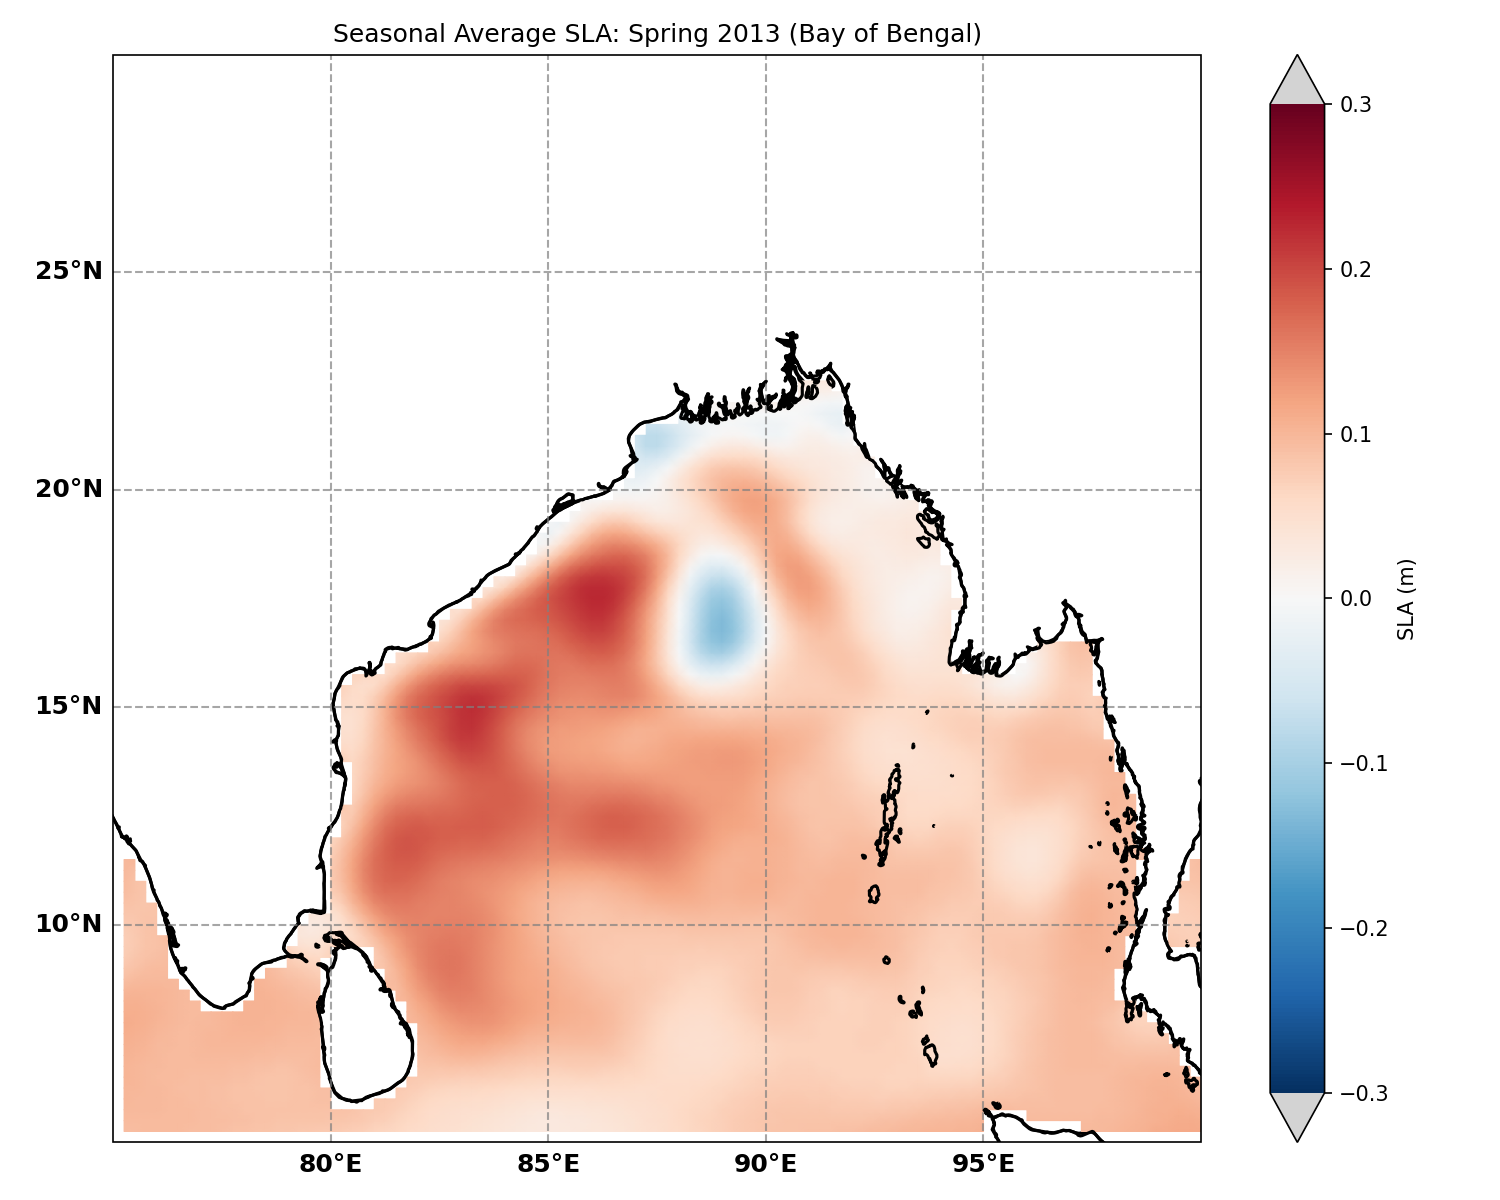 Seasonal Average SLA: Spring 2013 (Bay of Bengal)
25°N
20°N
15°N
10°N
80°E
85°E
90°E
95°E
0.3
0.2
0.1
0.0
−0.1
−0.2
−0.3
SLA (m)